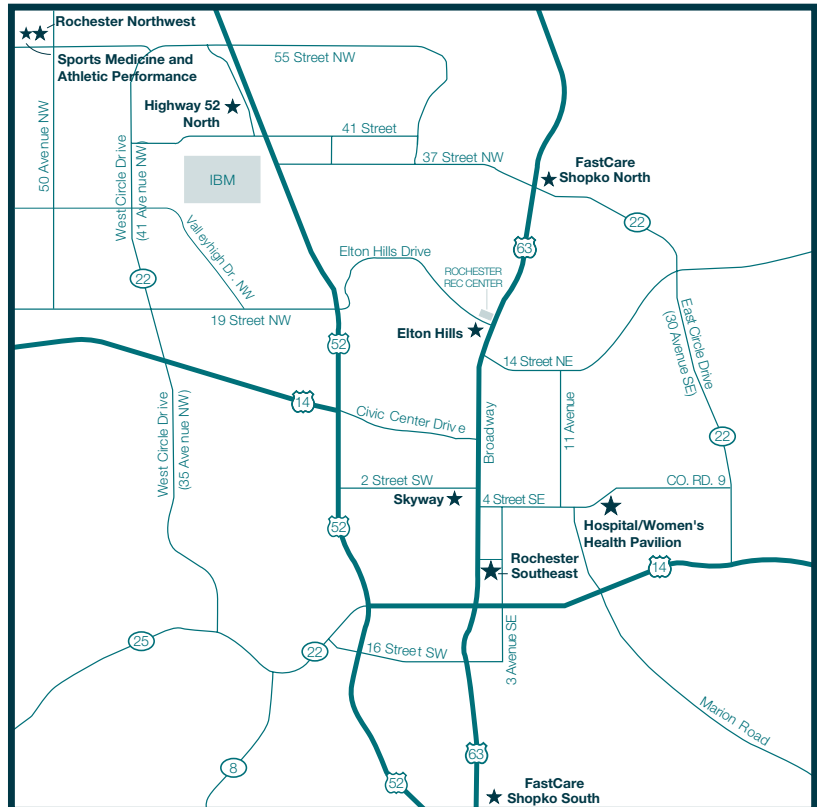 Rochester Northwest
Sports Medicine and
Athletic Performance
55 Street NW
Highway 52
North
50 Avenue NW
West Circle Drive
(41 Avenue NW)
41 Street
37 Street NW
FastCare
Shopko North
IBM
Valleyhigh Dr. NW
22
63
Elton Hills Drive
ROCHESTER
REC CENTER
22
19 Street NW
Elton Hills
52
East Circle Drive
(30 Avenue SE)
14 Street NE
14
Civic Center Drive
Broadway
11 Avenue
22
West Circle Drive
(35 Avenue NW)
2 Street SW
CO. RD. 9
Skyway
4 Street SE
Hospital/Women's
Health Pavilion
52
Rochester
Southeast
14
25
22
16 Street SW
3 Avenue SE
Marion Road
8
63
52
FastCare
Shopko South